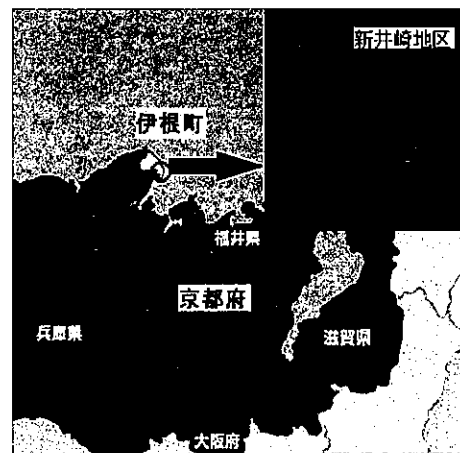 新井崎地区
伊根町
福井県
京都府
兵庫県
滋賀県
大阪府